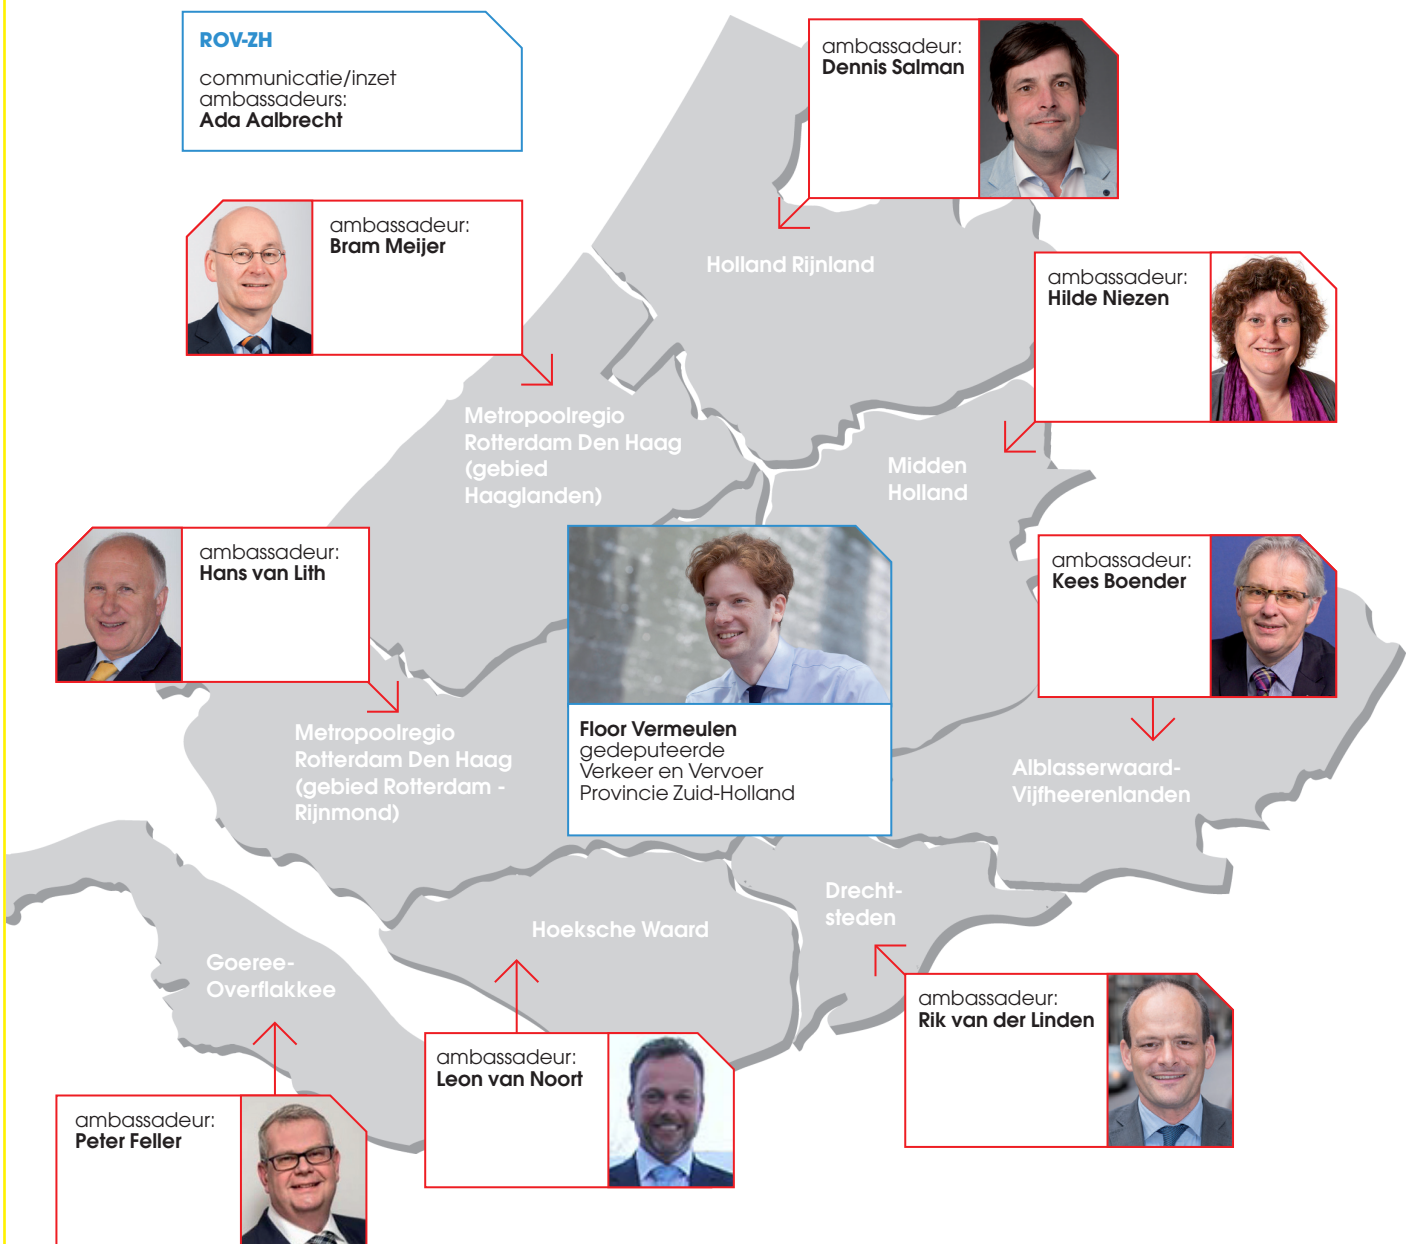 ROV-ZH
communicatie/inzet
ambassadeurs:
Ada Aalbrecht
ambassadeur:
Dennis Salman
ambassadeur:
Bram Meijer
Holland Rijnland
ambassadeur:
Hilde Niezen
Metropoolregio
Rotterdam Den Haag
(gebied
Haaglanden)
Midden
Holland
ambassadeur:
Hans van Lith
ambassadeur:
Kees Boender
Floor Vermeulen
gedeputeerde
Verkeer en Vervoer
Provincie Zuid-Holland
Metropoolregio
Rotterdam Den Haag
(gebied Rotterdam -
Rijnmond)
Alblasserwaard-
Vijfheerenlanden
Drecht-
steden
Hoeksche Waard
Goeree-
Overflakkee
ambassadeur:
Rik van der Linden
ambassadeur:
Leon van Noort
ambassadeur:
Peter Feller